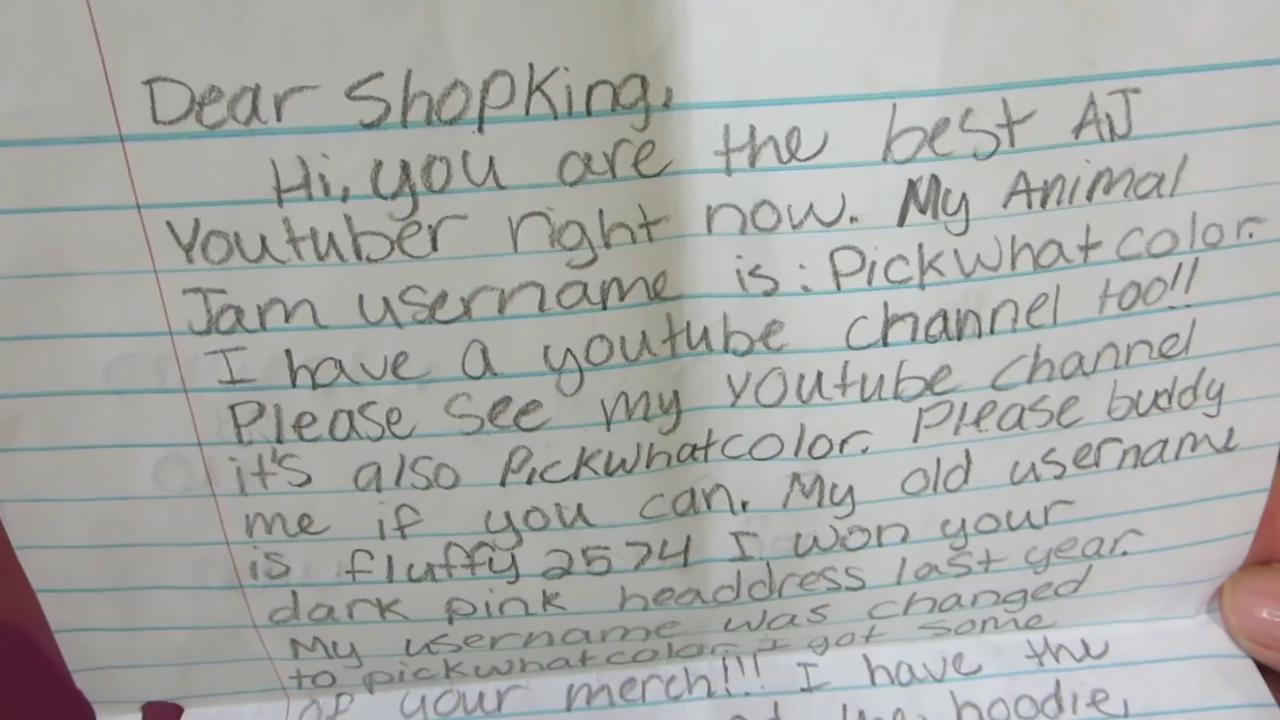 Dear Shopking,
Hi, you are the best AJ
Youtuber right now. My Animal
Jam username is: Pickwhatcolor.
I have a youtube channel too!!
Please see my youtube channel
it's also Pickwhatcolor. Please buddy
me if you can. My old username
is fluffy 2574 I won your
dark pink headdress last year.
My username was changed
to pickwhatcolor. I got some
of your merch!!! I have the
hoodie,